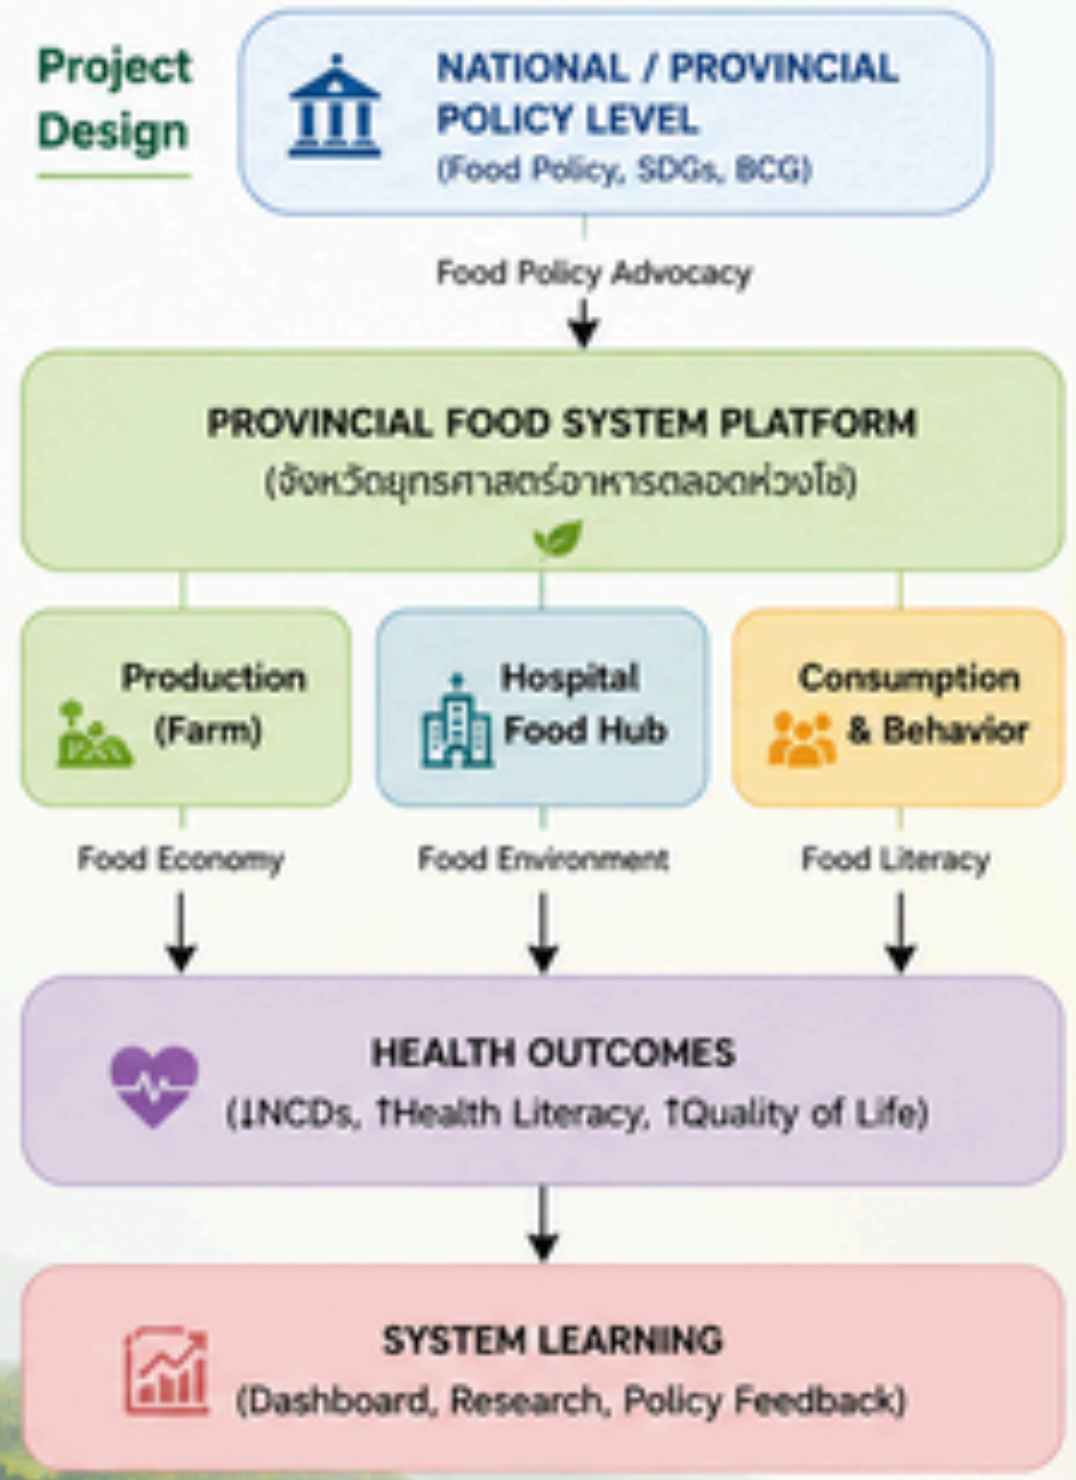 Project
Design
NATIONAL / PROVINCIAL
POLICY LEVEL
(Food Policy, SDGs, BCG)
Food Policy Advocacy
PROVINCIAL FOOD SYSTEM PLATFORM
(จังหวัดยุทธศาสตร์อาหารตลอดห่วงโซ่)
Production
(Farm)
Hospital
Food Hub
Consumption
& Behavior
Food Economy
Food Environment
Food Literacy
HEALTH OUTCOMES
(↓NCDs, ↑Health Literacy, ↑Quality of Life)
SYSTEM LEARNING
(Dashboard, Research, Policy Feedback)